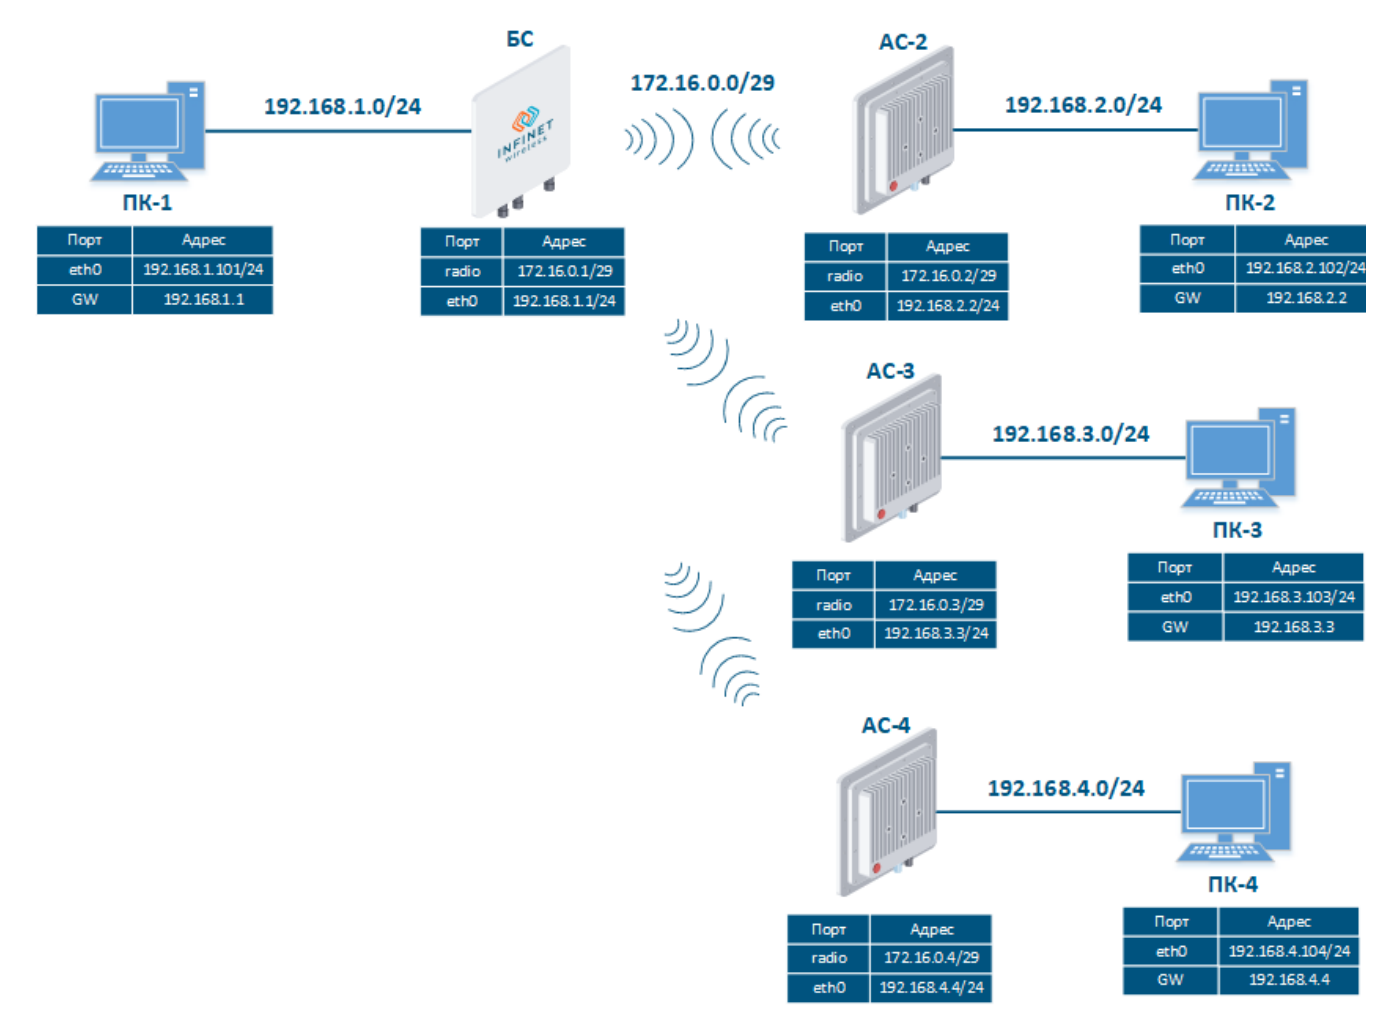 БС
172.16.0.0/29
АС-2
192.168.1.0/24
INFINET
wireless
192.168.2.0/24
ПК-1
Порт Адрес
eth0 192.168.1.101/24
GW 192.168.1.1
Порт Адрес
radio 172.16.0.1/29
eth0 192.168.1.1/24
Порт Адрес
radio 172.16.0.2/29
eth0 192.168.2.2/24
ПК-2
Порт Адрес
eth0 192.168.2.102/24
GW 192.168.2.2
АС-3
192.168.3.0/24
Порт Адрес
radio 172.16.0.3/29
eth0 192.168.3.3/24
ПК-3
Порт Адрес
eth0 192.168.3.103/24
GW 192.168.3.3
АС-4
192.168.4.0/24
Порт Адрес
radio 172.16.0.4/29
eth0 192.168.4.4/24
ПК-4
Порт Адрес
eth0 192.168.4.104/24
GW 192.168.4.4